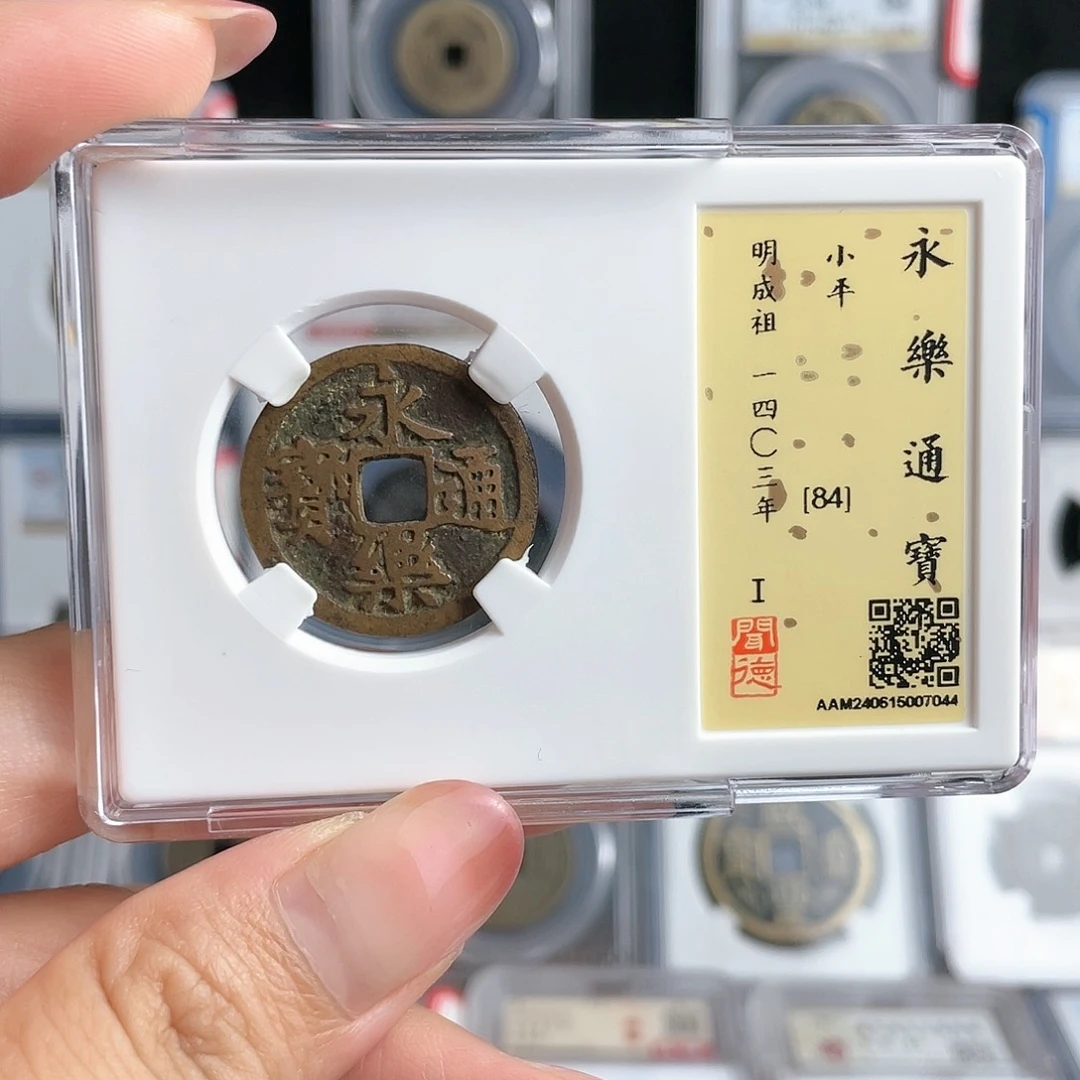 永樂通寳
永樂通寶
小平
[84]
明成祖 一四〇三年 I
聞德
AAM240615007044